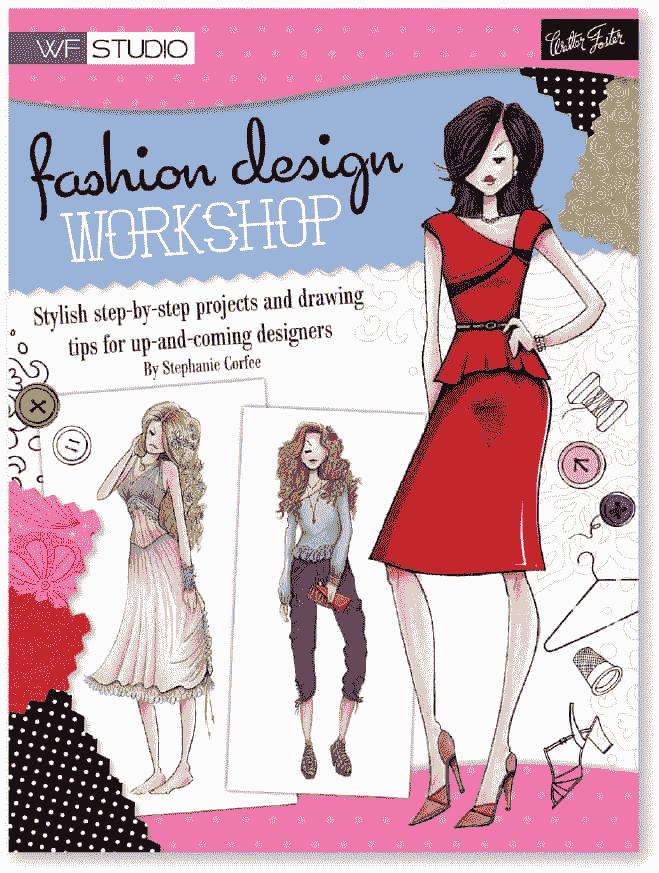 WF STUDIO
Walter Foster
fashion design
WORKSHOP
Stylish step-by-step projects and drawing
tips for up-and-coming designers
By Stephanie Corfee